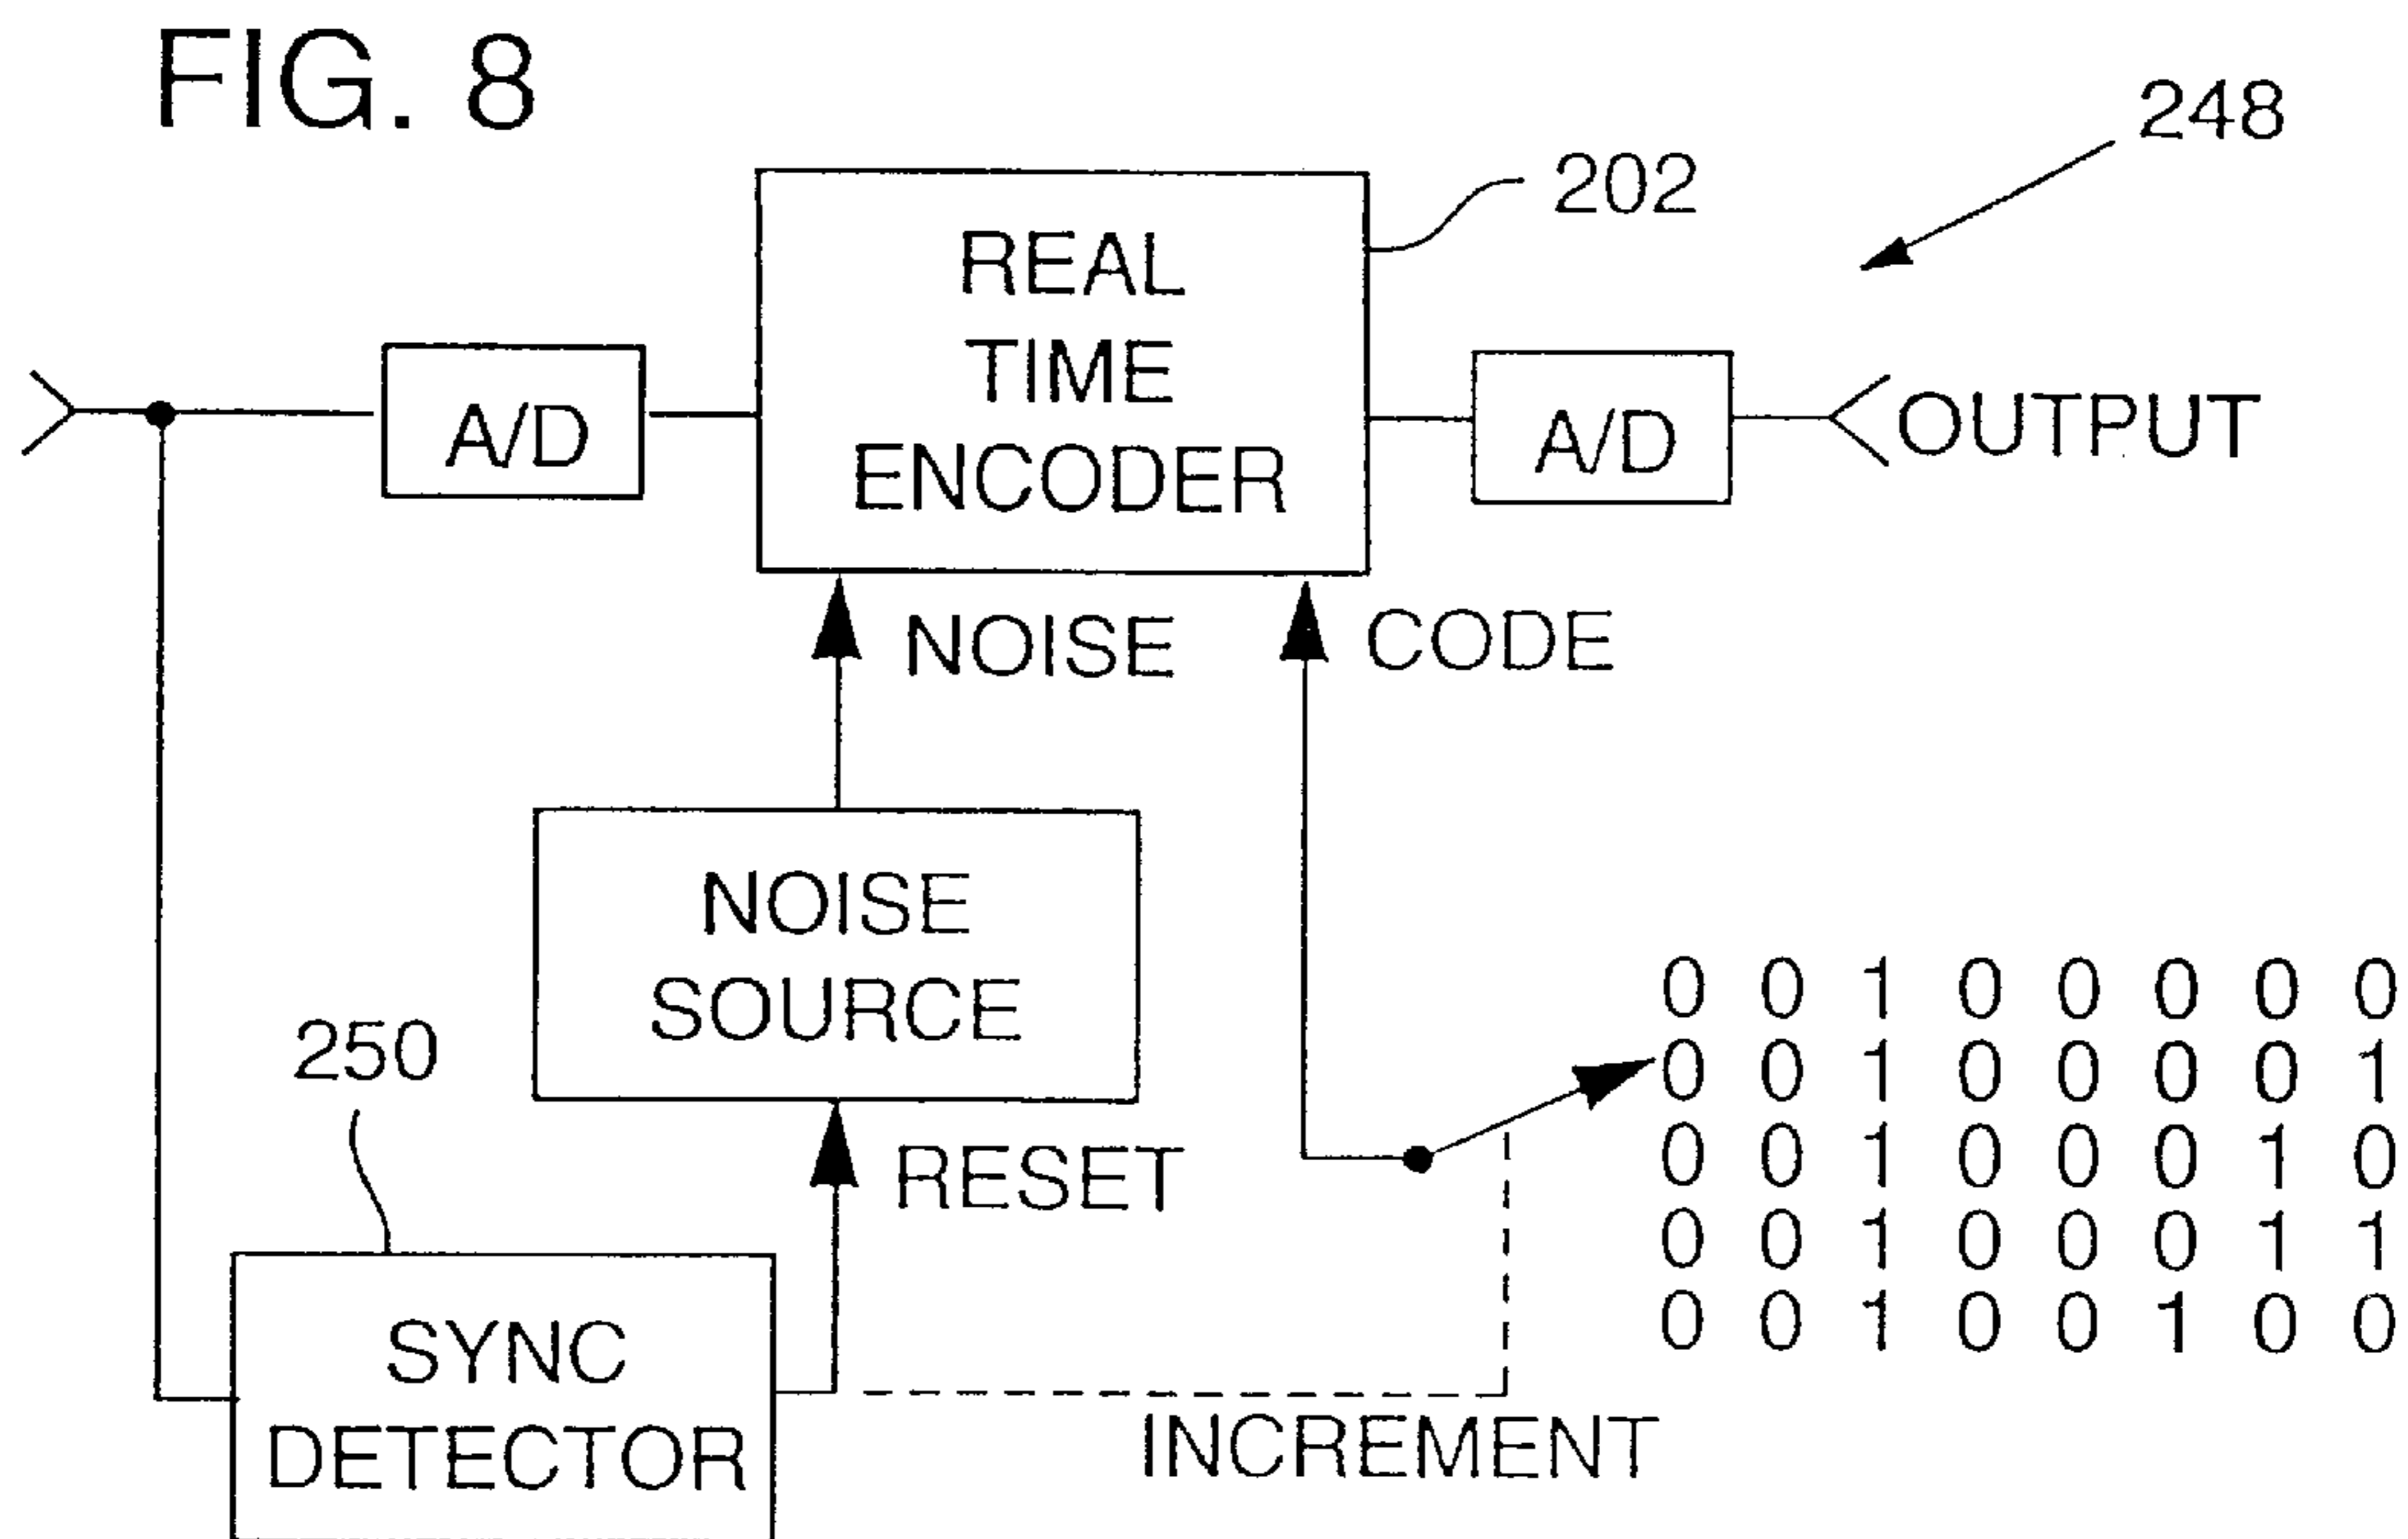 FIG. 8
248
202
REAL
TIME
ENCODER
A/D
A/D
OUTPUT
NOISE
CODE
NOISE
SOURCE
250
RESET
0 0 1 0 0 0 0 0
0 0 1 0 0 0 0 1
0 0 1 0 0 0 1 0
0 0 1 0 0 0 1 1
0 0 1 0 0 1 0 0
SYNC
DETECTOR
INCREMENT